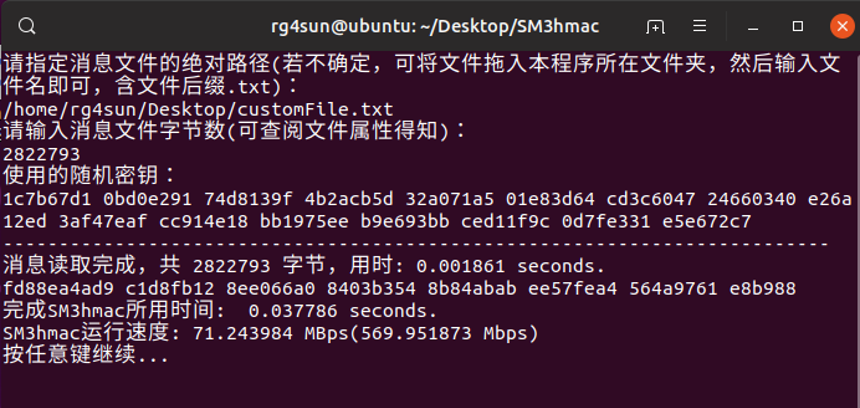 rg4sun@ubuntu: ~/Desktop/SM3hmac
请指定消息文件的绝对路径(若不确定，可将文件拖入本程序所在文件夹，然后输入文
件名即可，含文件后缀.txt)：
/home/rg4sun/Desktop/customFile.txt
请输入消息文件字节数(可查阅文件属性得知)：
2822793
使用的随机密钥：
1c7b67d1 0bd0e291 74d8139f 4b2acb5d 32a071a5 01e83d64 cd3c6047 24660340 e26a
12ed 3af47eaf cc914e18 bb1975ee b9e693bb ced11f9c 0d7fe331 e5e672c7
--------------------------------------------------------------------------
消息读取完成，共 2822793 字节，用时: 0.001861 seconds.
fd88ea4ad9 c1d8fb12 8ee066a0 8403b354 8b84abab ee57fea4 564a9761 e8b988
完成SM3hmac所用时间:  0.037786 seconds.
SM3hmac运行速度: 71.243984 MBps(569.951873 Mbps)
按任意键继续...